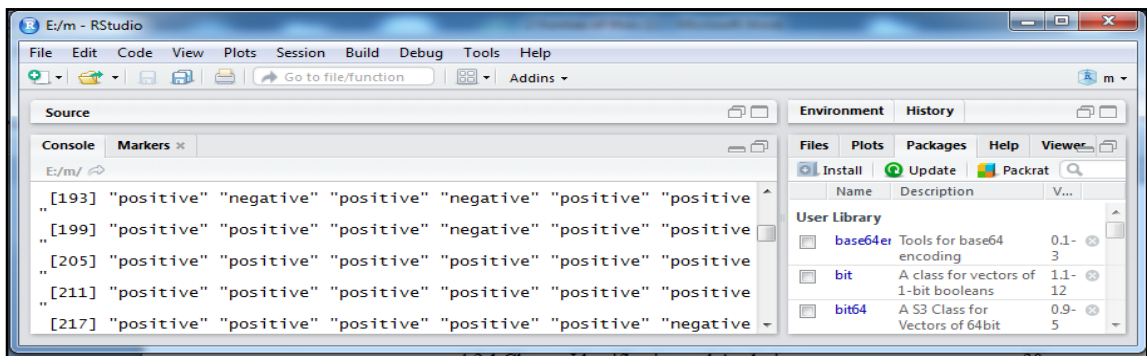 E:/m - RStudio
File Edit Code View Plots Session Build Debug Tools Help
Go to file/function Addins m
Source
Console Markers
E:/m/
[193] "positive" "negative" "positive" "negative" "positive" "positive
"
[199] "positive" "positive" "positive" "negative" "positive" "positive
"
[205] "positive" "positive" "positive" "positive" "positive" "positive
"
[211] "positive" "positive" "positive" "positive" "positive" "positive
"
[217] "positive" "positive" "positive" "positive" "positive" "negative
Environment History
Files Plots Packages Help Viewer
Install Update Packrat
Name Description V...
User Library
base64er Tools for base64 encoding 0.1-3
bit A class for vectors of 1-bit booleans 1.1-12
bit64 A S3 Class for Vectors of 64bit 0.9-5